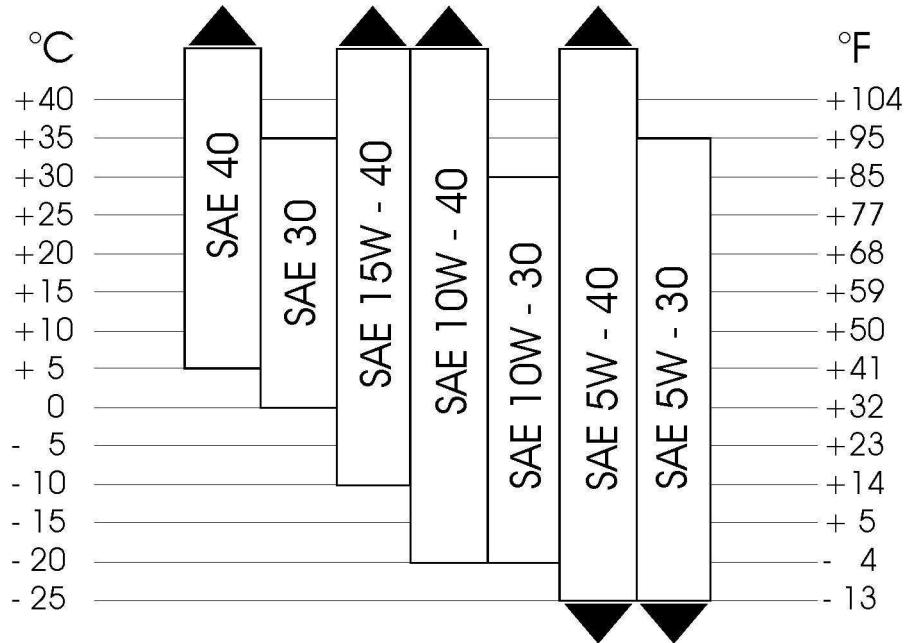 °C °F
+40 +104
+35 +95
+30 +85
+25 +77
+20 +68
+15 +59
+10 +50
+ 5 +41
0 +32
- 5 +23
- 10 +14
- 15 + 5
- 20 - 4
- 25 - 13
SAE 40
SAE 30
SAE 15W - 40
SAE 10W - 40
SAE 10W - 30
SAE 5W - 40
SAE 5W - 30